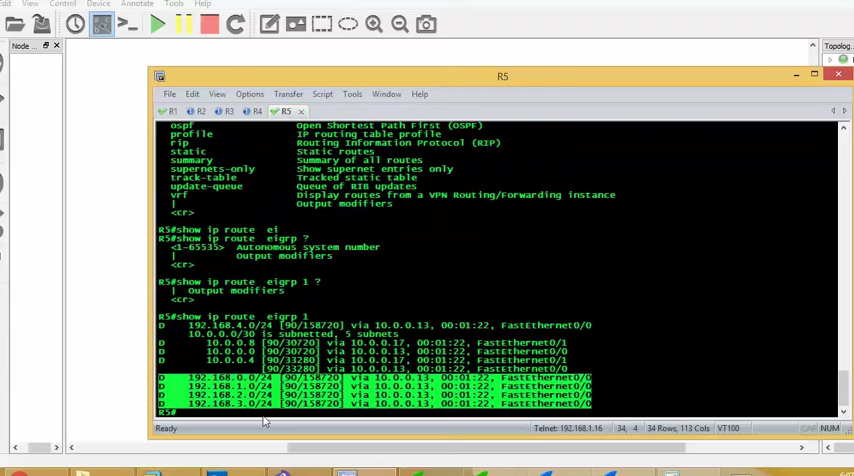 Edit View Control Device Annotate Tools Help
Node
Topolog
R5
File Edit View Options Transfer Script Tools Window Help
R1 R2 R3 R4 R5
ospf Open Shortest Path First (OSPF)
profile IP routing table profile
rip Routing Information Protocol (RIP)
static Static routes
summary Summary of all routes
supernets-only Show supernet entries only
track-table Tracked static table
update-queue Queue of RIB updates
vrf Display routes from a VPN Routing/Forwarding instance
| Output modifiers
<cr>
R5#show ip route ei
R5#show ip route eigrp ?
<1-65535> Autonomous system number
| Output modifiers
<cr>
R5#show ip route eigrp 1 ?
| Output modifiers
<cr>
R5#show ip route eigrp 1
D 192.168.4.0/24 [90/158720] via 10.0.0.13, 00:01:22, FastEthernet0/0
10.0.0.0/30 is subnetted, 5 subnets
D 10.0.0.8 [90/30720] via 10.0.0.17, 00:01:22, FastEthernet0/1
D 10.0.0.0 [90/30720] via 10.0.0.13, 00:01:22, FastEthernet0/0
D 10.0.0.4 [90/33280] via 10.0.0.17, 00:01:22, FastEthernet0/1
[90/33280] via 10.0.0.13, 00:01:22, FastEthernet0/0
D 192.168.0.0/24 [90/158720] via 10.0.0.13, 00:01:22, FastEthernet0/0
D 192.168.1.0/24 [90/158720] via 10.0.0.13, 00:01:22, FastEthernet0/0
D 192.168.2.0/24 [90/158720] via 10.0.0.13, 00:01:22, FastEthernet0/0
D 192.168.3.0/24 [90/158720] via 10.0.0.13, 00:01:22, FastEthernet0/0
R5#
Ready Telnet: 192.168.1.16 34, 4 34 Rows, 113 Cols VT100 CAP NUM